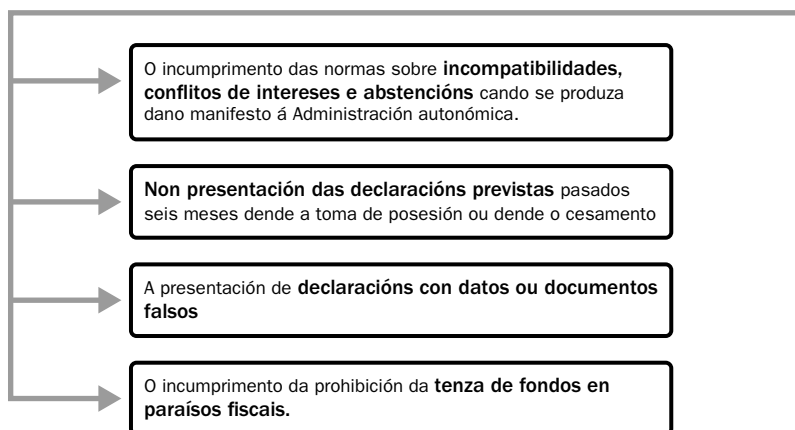 O incumprimento das normas sobre incompatibilidades,
conflitos de intereses e abstencións cando se produza
dano manifesto á Administración autonómica.
Non presentación das declaracións previstas pasados
seis meses dende a toma de posesión ou dende o cesamento
A presentación de declaracións con datos ou documentos
falsos
O incumprimento da prohibición da tenza de fondos en
paraísos fiscais.